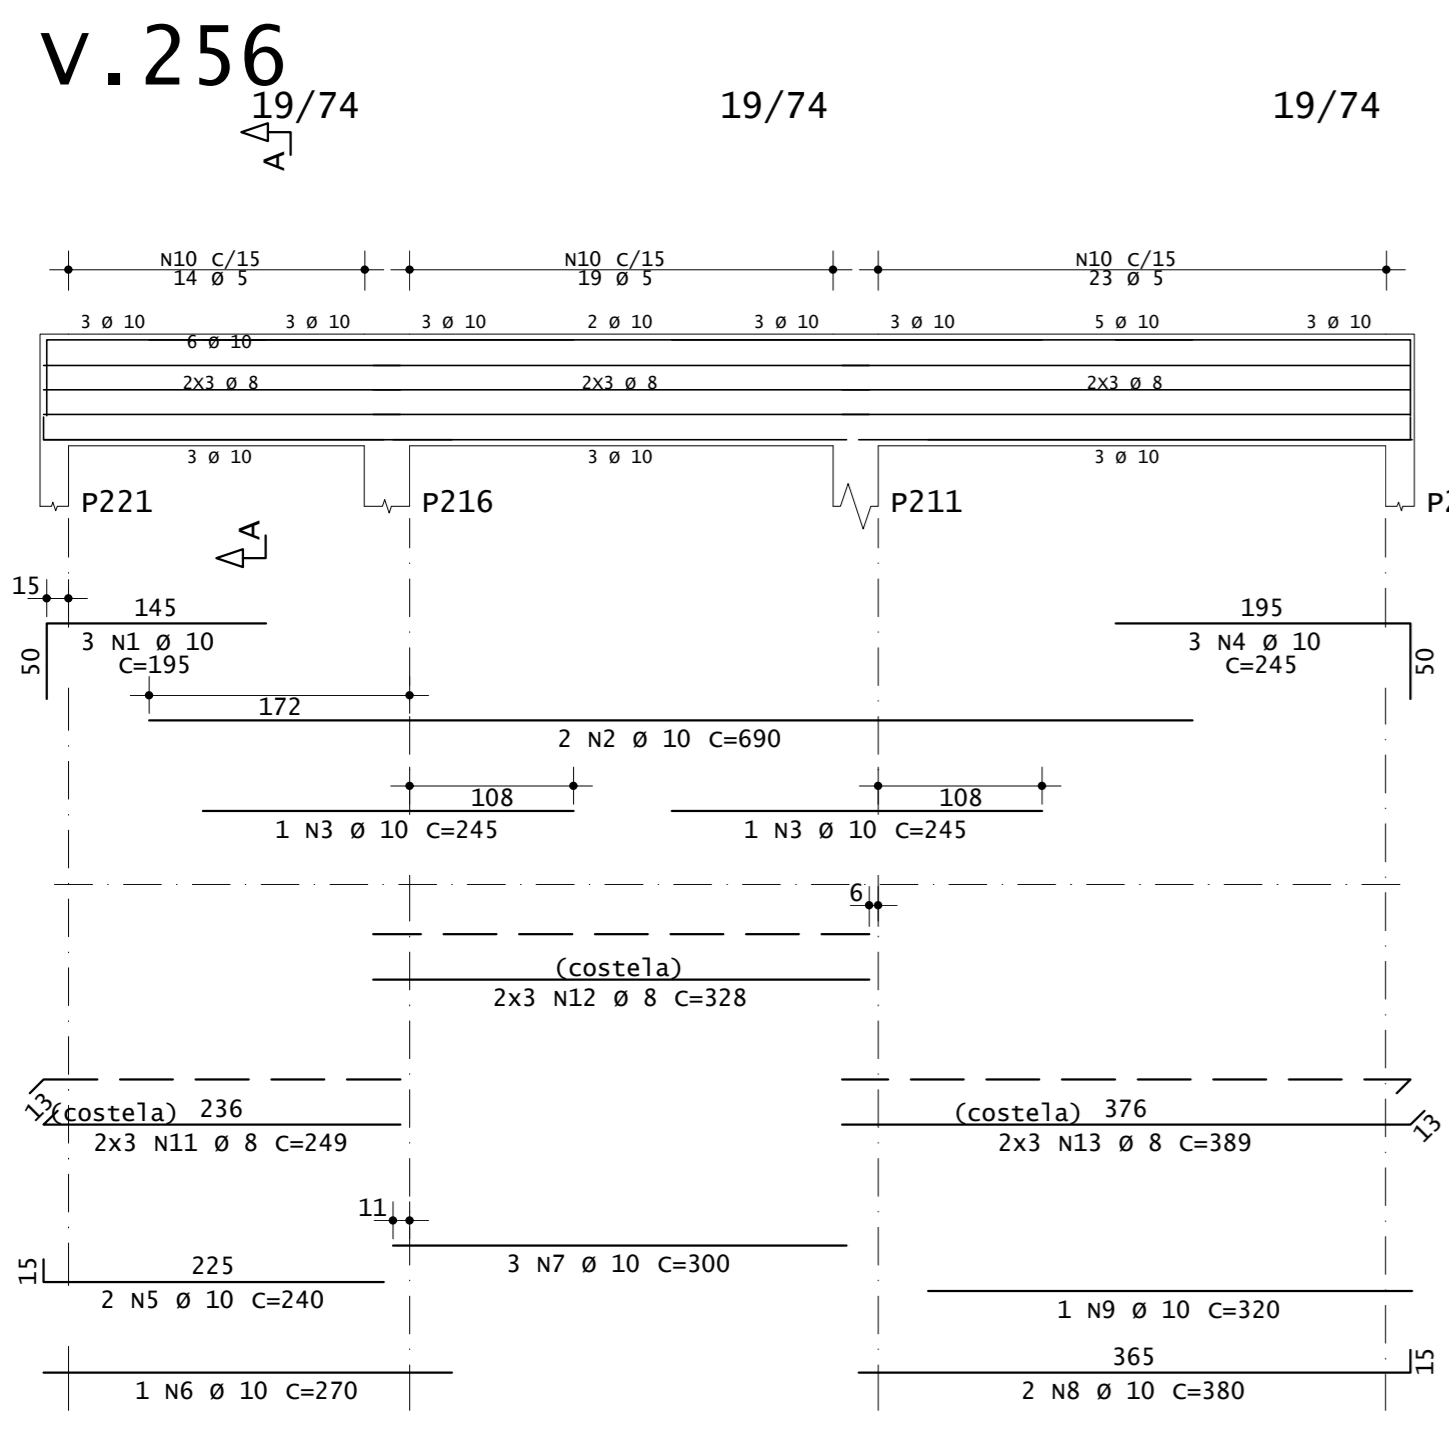 V.256
19/74 19/74 19/74
A
N10 C/15 N10 C/15 N10 C/15
14 Ø 5 19 Ø 5 23 Ø 5
3 Ø 10 3 Ø 10 3 Ø 10 2 Ø 10 3 Ø 10 3 Ø 10 5 Ø 10 3 Ø 10
6 Ø 10
2x3 Ø 8 2x3 Ø 8 2x3 Ø 8
3 Ø 10 3 Ø 10 3 Ø 10
P221 P216 P211
A
15
145 195
3 N1 Ø 10 3 N4 Ø 10
50 C=195 C=245 50
172
2 N2 Ø 10 C=690
108 108
1 N3 Ø 10 C=245 1 N3 Ø 10 C=245
6
(costela)
2x3 N12 Ø 8 C=328
13 (costela) 236 (costela) 376 13
2x3 N11 Ø 8 C=249 2x3 N13 Ø 8 C=389
11
15 225 3 N7 Ø 10 C=300
2 N5 Ø 10 C=240 1 N9 Ø 10 C=320
365 15
1 N6 Ø 10 C=270 2 N8 Ø 10 C=380